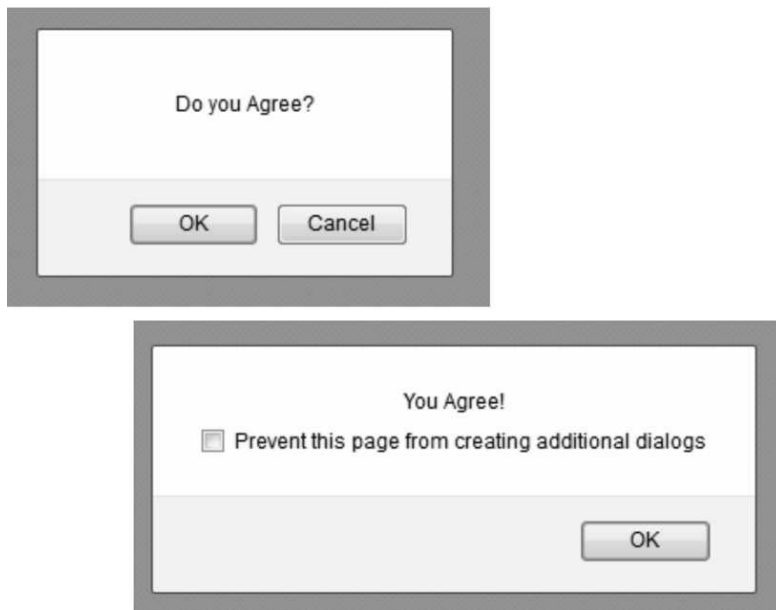 Do you Agree?
OK Cancel
You Agree!
Prevent this page from creating additional dialogs
OK